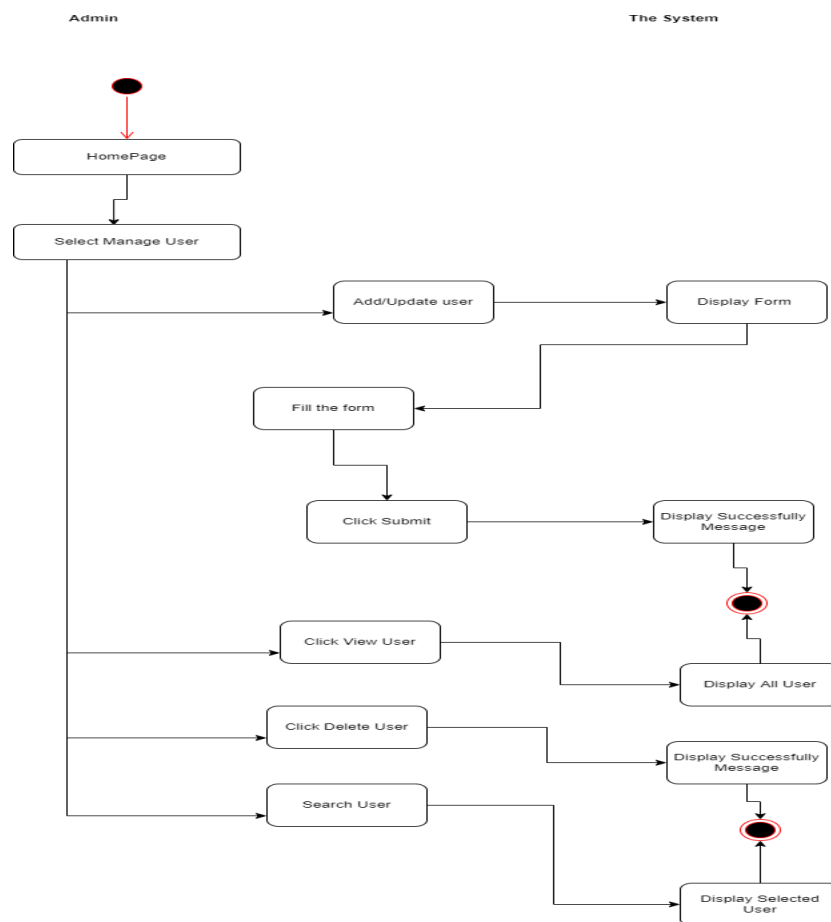 Admin
The System
HomePage
Select Manage User
Add/Update user
Display Form
Fill the form
Click Submit
Display Successfully
Message
Click View User
Display All User
Click Delete User
Display Successfully
Message
Search User
Display Selected
User